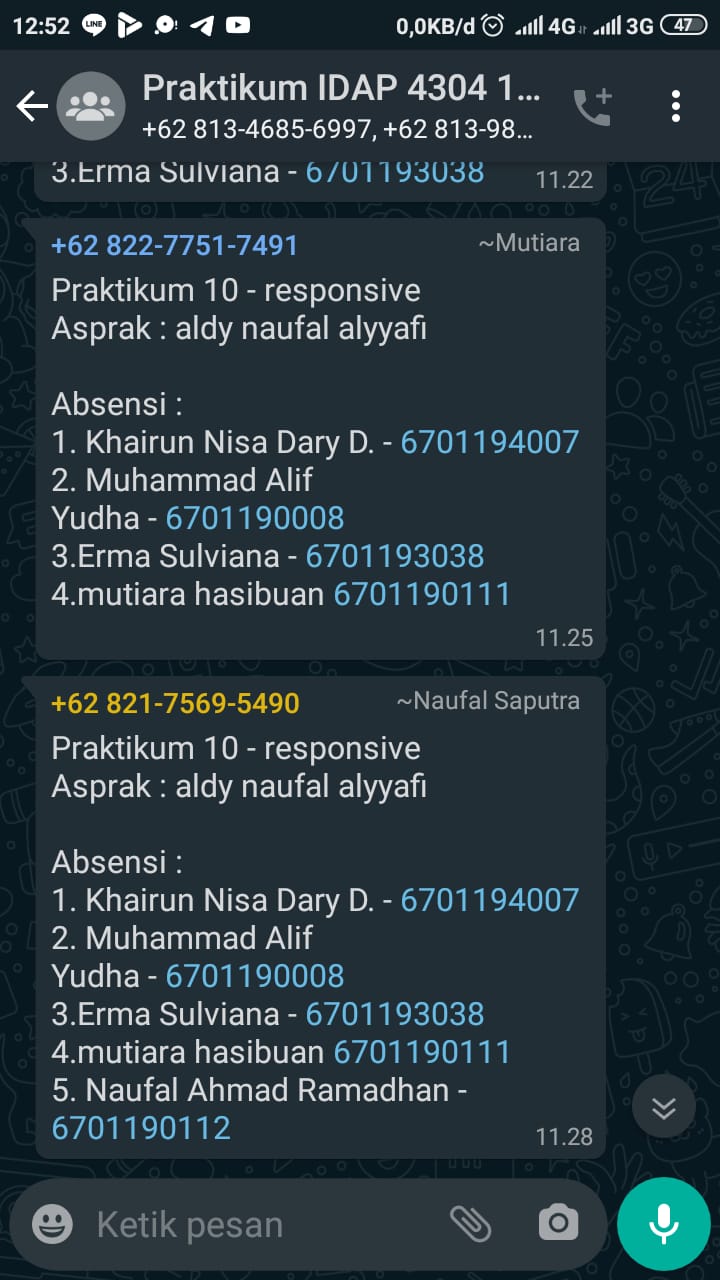 12:52
LINE
0,0KB/d
4G
3G
47
Praktikum IDAP 4304 1...
+62 813-4685-6997, +62 813-98...
3.Erma Sulviana - 6701193038
11.22
+62 822-7751-7491 ~Mutiara
Praktikum 10 - responsive
Asprak : aldy naufal alyyafi
Absensi :
1. Khairun Nisa Dary D. - 6701194007
2. Muhammad Alif
Yudha - 6701190008
3.Erma Sulviana - 6701193038
4.mutiara hasibuan 6701190111
11.25
+62 821-7569-5490 ~Naufal Saputra
Praktikum 10 - responsive
Asprak : aldy naufal alyyafi
Absensi :
1. Khairun Nisa Dary D. - 6701194007
2. Muhammad Alif
Yudha - 6701190008
3.Erma Sulviana - 6701193038
4.mutiara hasibuan 6701190111
5. Naufal Ahmad Ramadhan -
6701190112
11.28
Ketik pesan